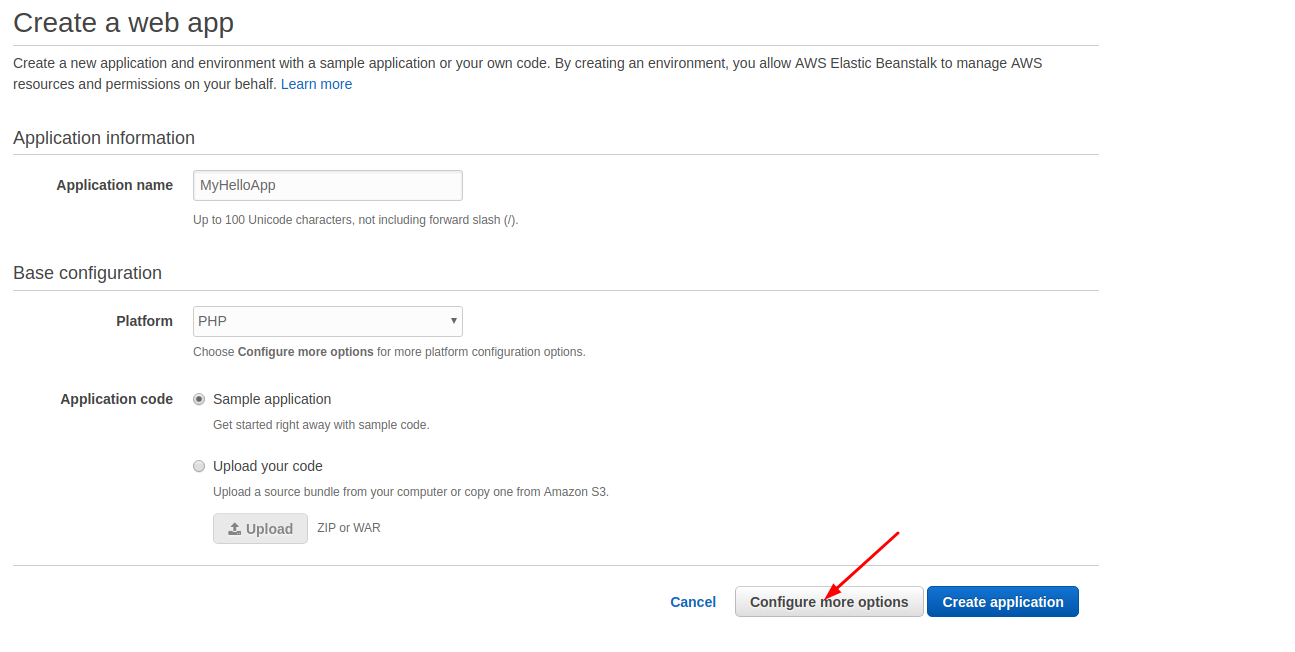 Create a web app
Create a new application and environment with a sample application or your own code. By creating an environment, you allow AWS Elastic Beanstalk to manage AWS
resources and permissions on your behalf. Learn more
Application information
Application name MyHelloApp
Up to 100 Unicode characters, not including forward slash (/).
Base configuration
Platform PHP
Choose Configure more options for more platform configuration options.
Application code Sample application
Get started right away with sample code.
Upload your code
Upload a source bundle from your computer or copy one from Amazon S3.
Upload ZIP or WAR
Cancel Configure more options Create application